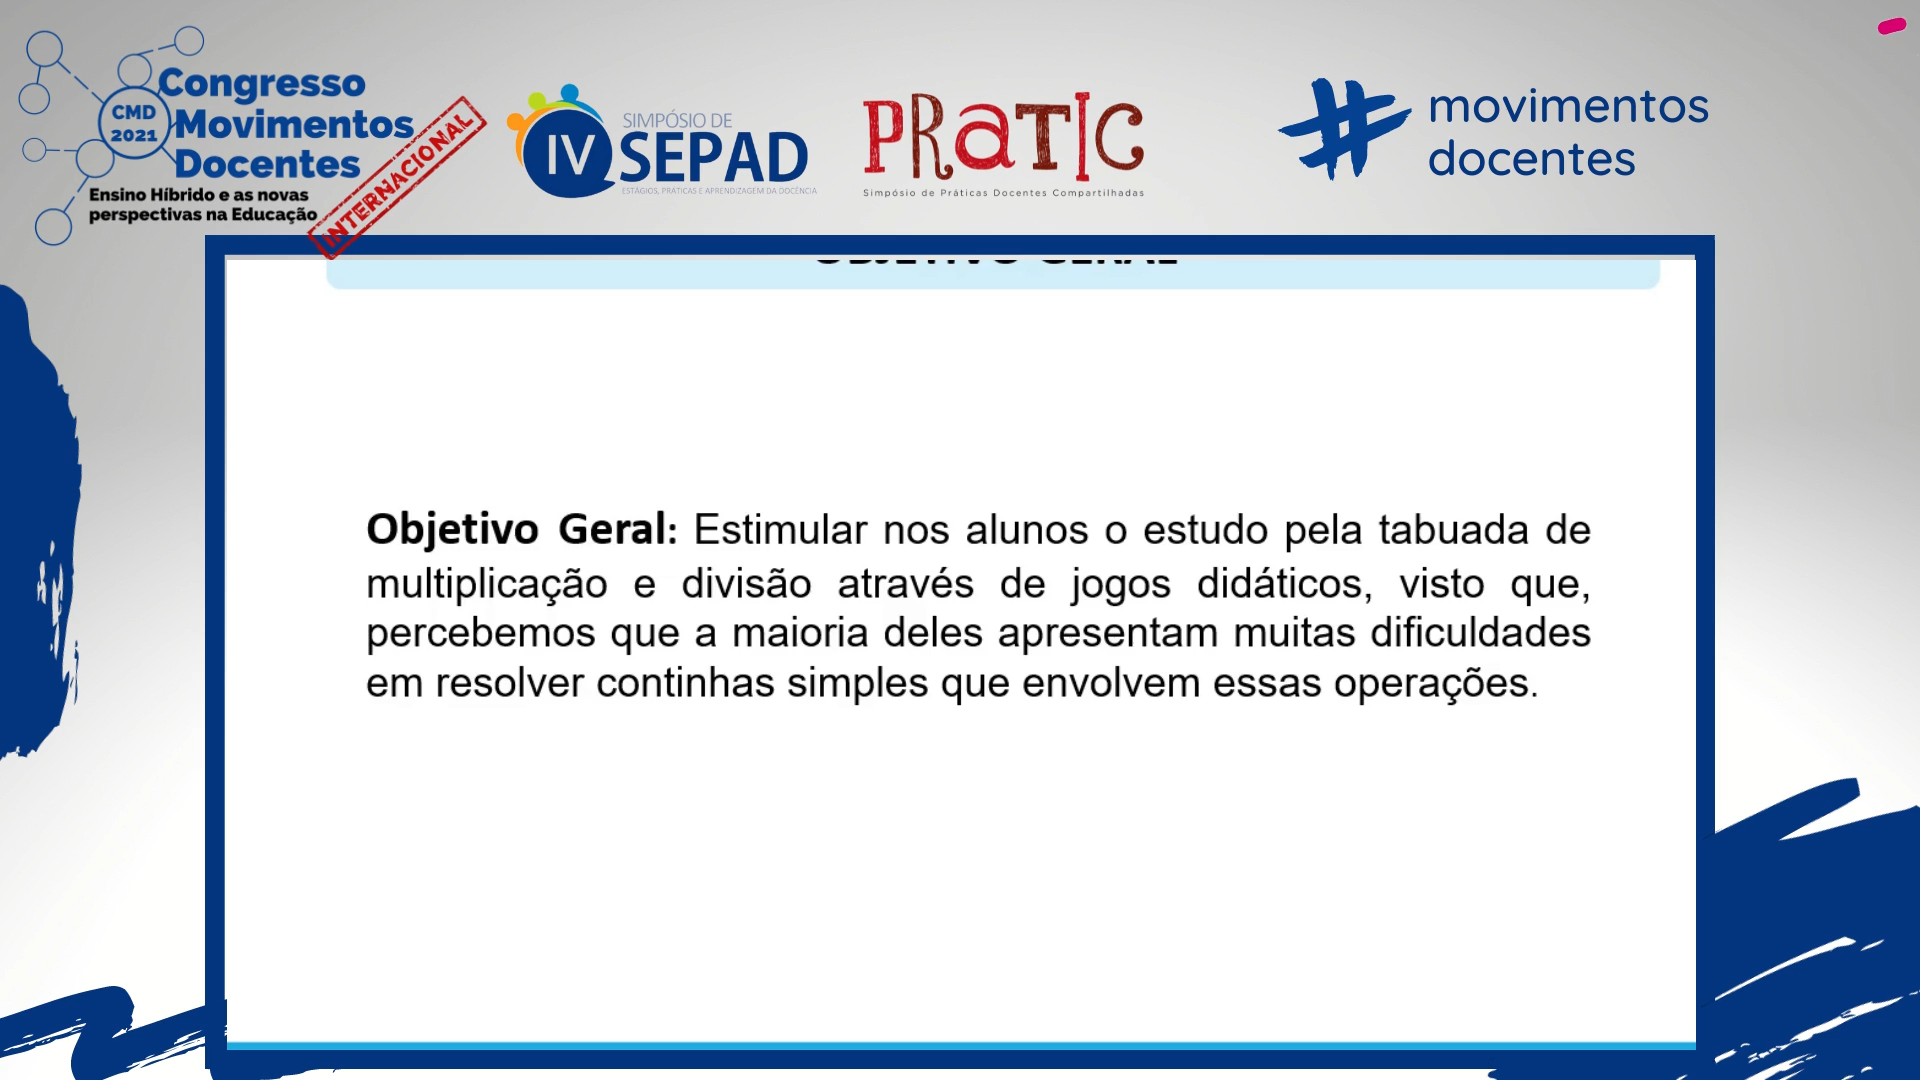 Congresso
CMD
2021
Movimentos
Docentes
Ensino Híbrido e as novas
perspectivas na Educação
INTERNACIONAL
SIMPÓSIO DE
IV SEPAD
ESTÁGIOS, PRÁTICAS E APRENDIZAGEM DA DOCÊNCIA
PRATIC
Simpósio de Práticas Docentes Compartilhadas
# movimentos
docentes
OBJETIVO GERAL
Objetivo Geral: Estimular nos alunos o estudo pela tabuada de
multiplicação e divisão através de jogos didáticos, visto que,
percebemos que a maioria deles apresentam muitas dificuldades
em resolver continhas simples que envolvem essas operações.